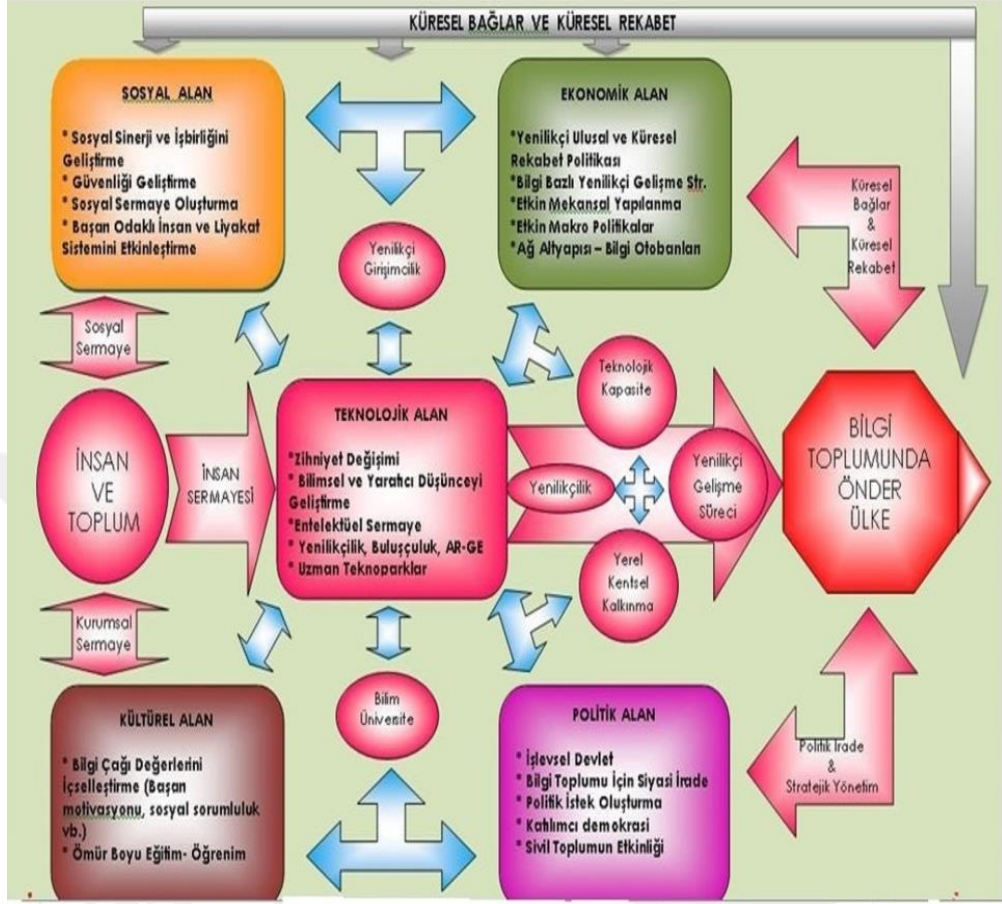 KÜRESEL BAĞLAR VE KÜRESEL REKABET
SOSYAL ALAN
* Sosyal Sinerji ve İşbirliğini
Geliştirme
* Güvenliği Geliştirme
* Sosyal Sermaye Oluşturma
* Başarı Odaklı İnsan ve Liyakat
Sistemini Etkinleştirme
EKONOMİK ALAN
*Yenilikçi Ulusal ve Küresel
Rekabet Politikası
*Bilgi Bazlı Yenilikçi Gelişme Str.
*Etkin Mekansal Yapılanma
*Etkin Makro Politikalar
*Ağ Altyapısı – Bilgi Otobanları
Küresel
Bağlar
&
Küresel
Rekabet
Yenilikçi
Girişimcilik
Sosyal
Sermaye
İNSAN
VE
TOPLUM
İNSAN
SERMAYESİ
TEKNOLOJİK ALAN
*Zihniyet Değişimi
* Bilimsel ve Yaratıcı Düşünceyi
Geliştirme
*Entelektüel Sermaye
* Yenilikçilik, Buluşçuluk, AR-GE
* Uzman Teknoparklar
Teknolojik
Kapasite
Yenilikçilik
Yenilikçi
Gelişme
Süreci
Yerel
Kentsel
Kalkınma
BİLGİ
TOPLUMUNDA
ÖNDER
ÜLKE
Kurumsal
Sermaye
Bilim
Üniversite
KÜLTÜREL ALAN
* Bilgi Çağı Değerlerini
İçselleştirme (Başarı
motivasyonu, sosyal sorumluluk
vb.)
* Ömür Boyu Eğitim- Öğrenim
POLİTİK ALAN
* İşlevsel Devlet
* Bilgi Toplumu İçin Siyasi İrade
* Politik İstek Oluşturma
* Katılımcı demokrasi
* Sivil Toplumun Etkinliği
Politik İrade
&
Stratejik Yönetim